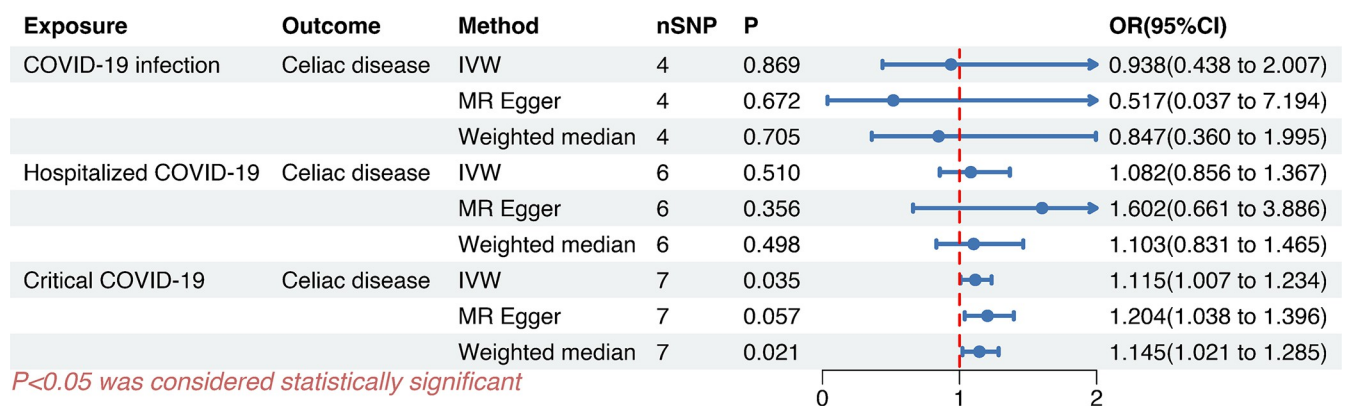 Exposure Outcome Method nSNP P OR(95%CI)
COVID-19 infection Celiac disease IVW 4 0.869 0.938(0.438 to 2.007)
MR Egger 4 0.672 0.517(0.037 to 7.194)
Weighted median 4 0.705 0.847(0.360 to 1.995)
Hospitalized COVID-19 Celiac disease IVW 6 0.510 1.082(0.856 to 1.367)
MR Egger 6 0.356 1.602(0.661 to 3.886)
Weighted median 6 0.498 1.103(0.831 to 1.465)
Critical COVID-19 Celiac disease IVW 7 0.035 1.115(1.007 to 1.234)
MR Egger 7 0.057 1.204(1.038 to 1.396)
Weighted median 7 0.021 1.145(1.021 to 1.285)
P<0.05 was considered statistically significant
0 1 2